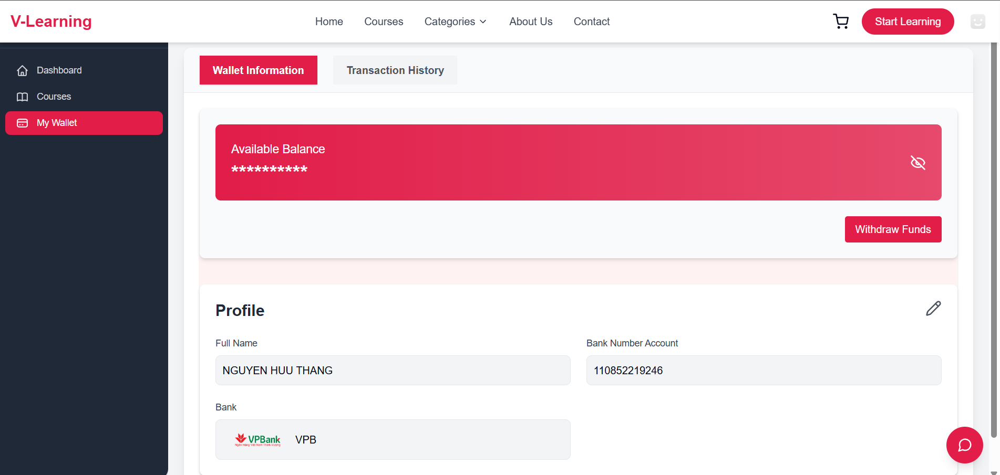 V-Learning
Home Courses Categories About Us Contact
Start Learning
Dashboard
Courses
My Wallet
Wallet Information Transaction History
Available Balance
**********
Withdraw Funds
Profile
Full Name
NGUYEN HUU THANG
Bank Number Account
110852219246
Bank
VPBank
Ngân Hàng Việt Nam Thịnh Vượng
VPB